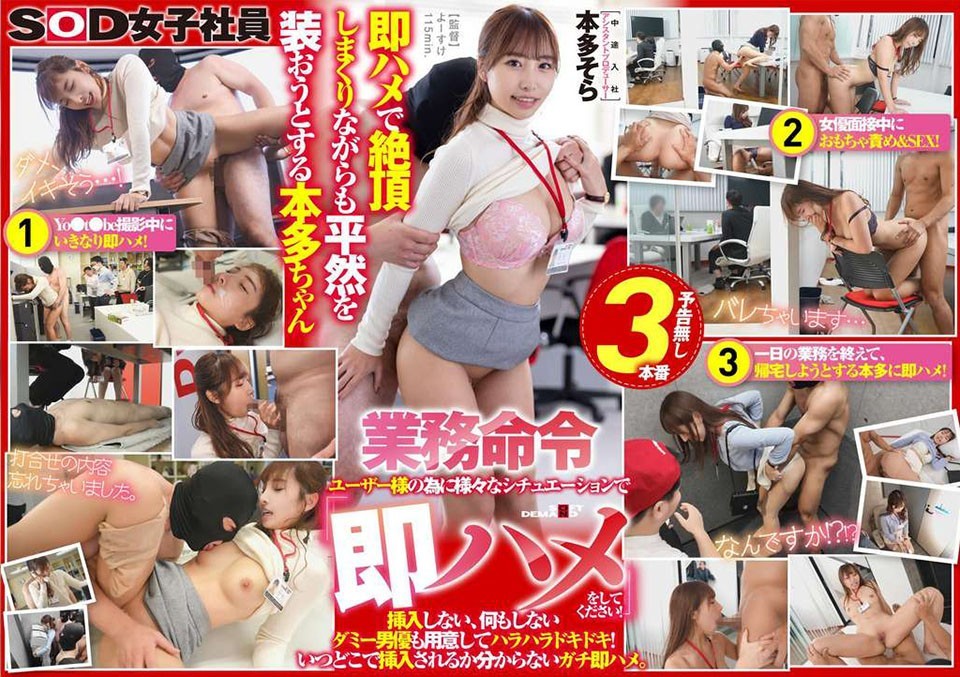 SOD女子社員
【監督】
よーすけ
115min.
即ハメで絶頂
しまくりながらも平然を
装おうとする本多ちゃん
中途入社
アシスタントプロデューサー
本多そら
ダメ、
イキそう…!
1
Yo●t●be撮影中に
いきなり即ハメ!
2
女優面接中に
おもちゃ責め&SEX!
バレちゃいます…
予告無し
3
本番
3
一日の業務を終えて、
帰宅しようとする本多に即ハメ!
打合せの内容
忘れちゃいました。
なんですか!?!?
業務命令
ユーザー様の為に様々なシチュエーションで
「即ハメ」
をして
ください!
挿入しない、何もしない
ダミー男優も用意してハラハラドキドキ!
いつどこで挿入されるか分からないガチ即ハメ。